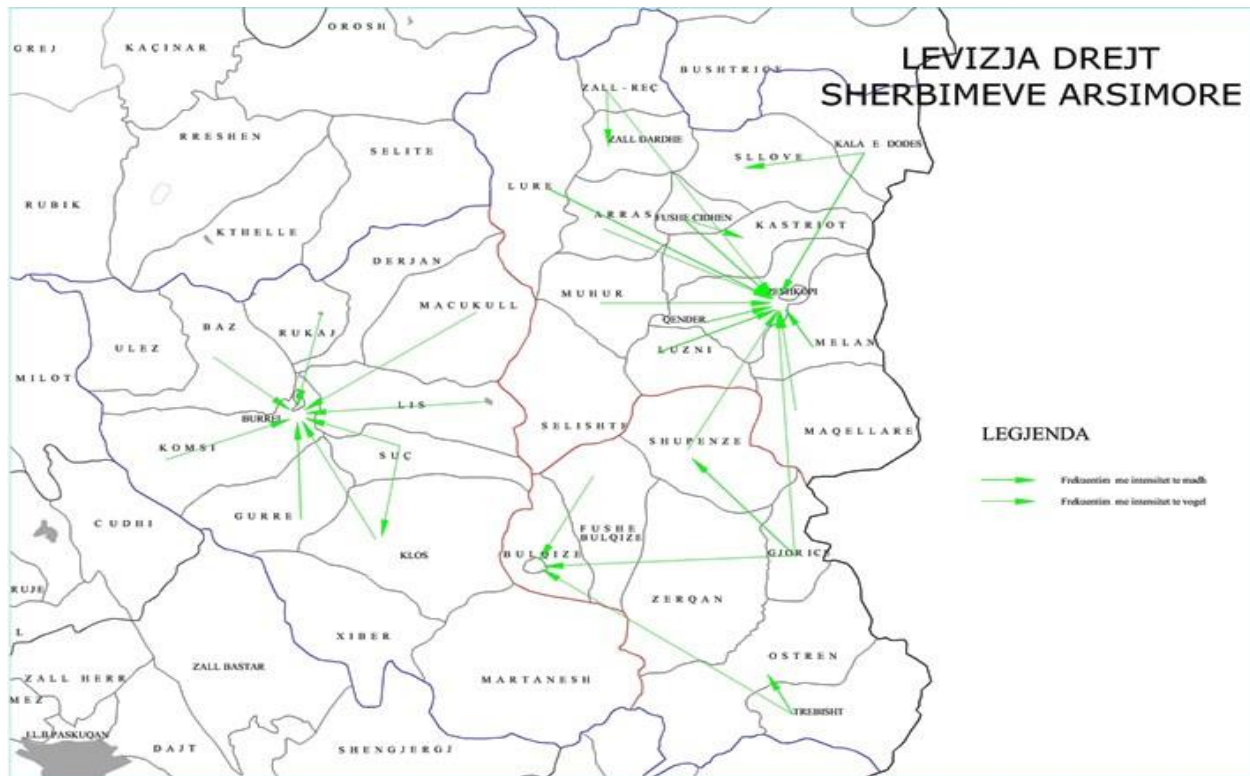 LEVIZJA DREJT
SHERBIMEVE ARSIMORE
GREJ
KAÇINAR
OROSH
BUSHTRICE
ZALL - REÇ
RRESHEN
SELITE
ZALL DARDHE
SLLOVE
KALA E DODES
RUBIK
LURE
ARRAS
FUSHE CIDHEN
KASTRIOT
KTHELLE
DERJAN
MUHUR
PESHKOPI
MACUKULL
BAZ
RUKAJ
QENDER
ULEZ
LUZNI
MELAN
MILOT
LIS
BURREL
SELISHTE
MAQELLARE
KOMSI
SUÇ
SHUPENZE
LEGJENDA
Frekuentim me intensitet te madh
Frekuentim me intensitet te vogel
GURRE
CUDHI
FUSHE
BULQIZE
KLOS
BULQIZE
GJORICE
RUJE
ZERQAN
L
XIBER
ZALL BASTAR
OSTREN
ZALL HERR
MARTANESH
MEZ
TREBISHT
PASKUQAN
DAJT
SHENGJERGJ